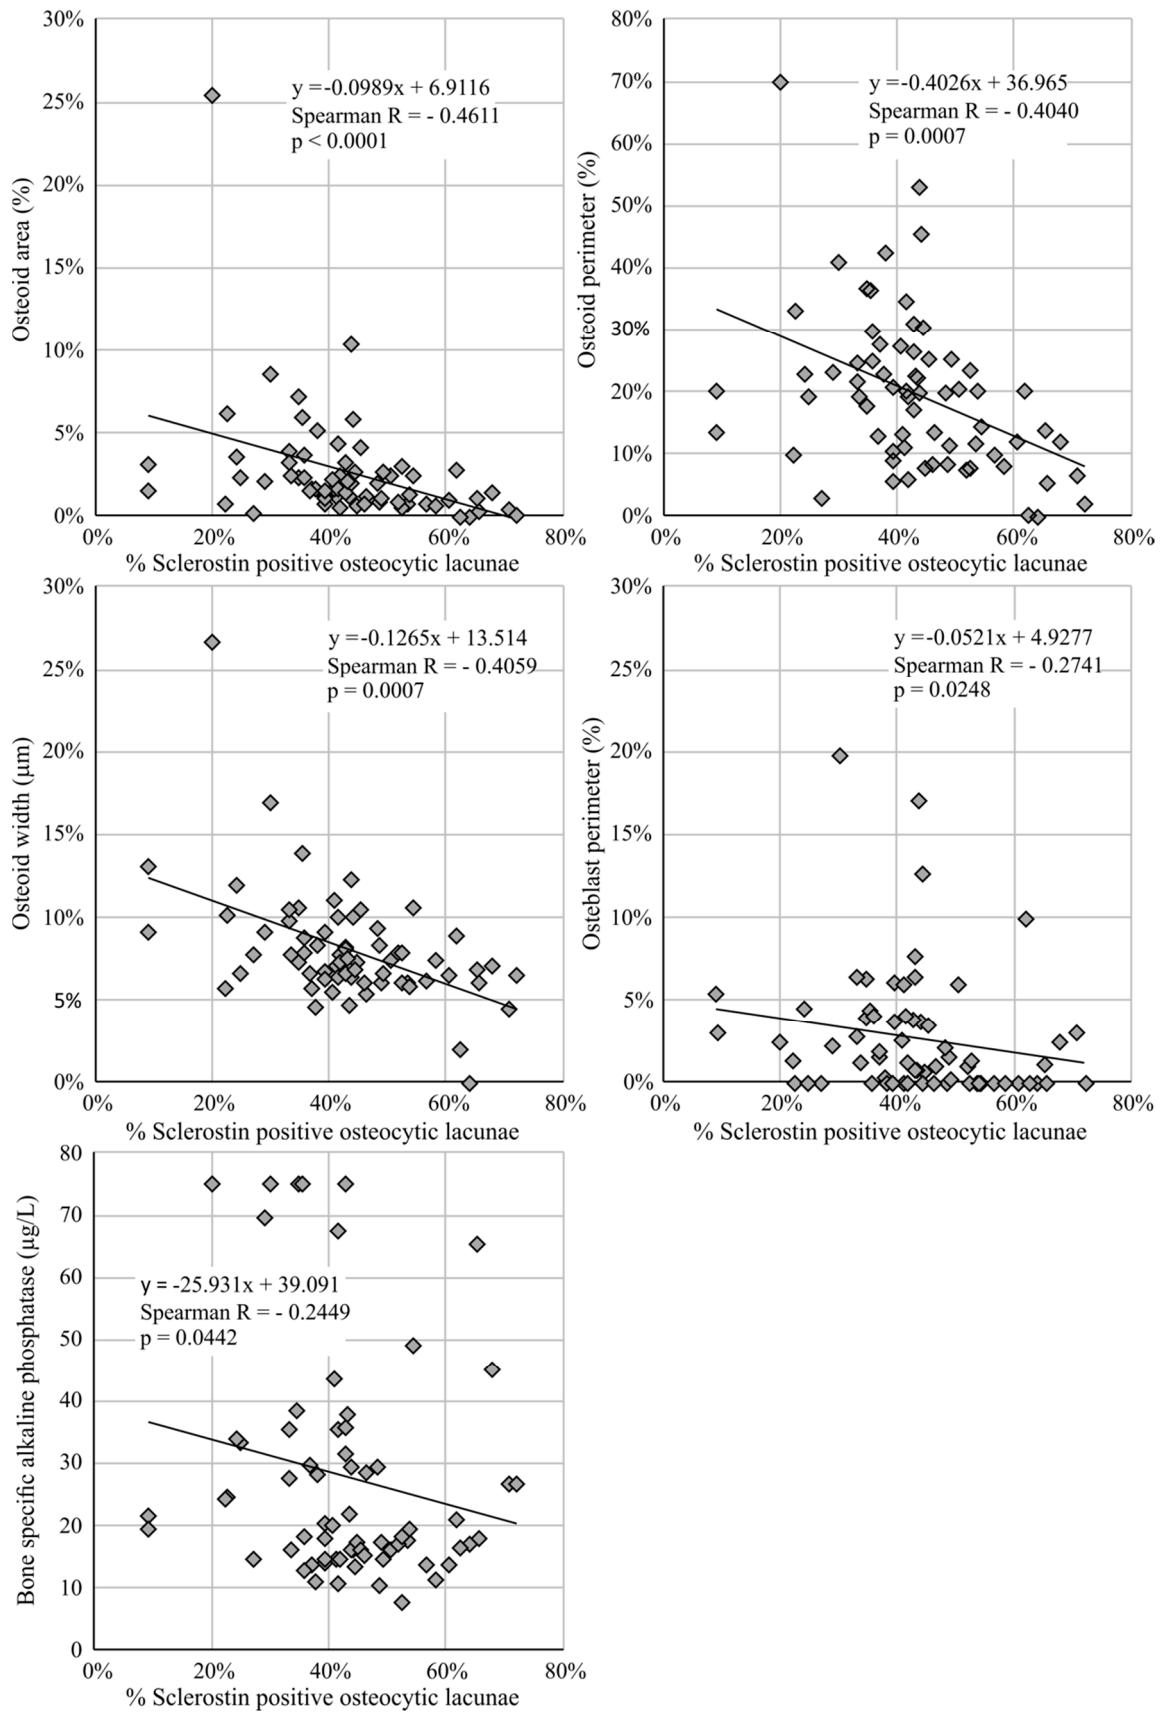 30%
25%
20%
15%
10%
5%
0%
Osteoid area (%)
y =-0.0989x + 6.9116
Spearman R = - 0.4611
p < 0.0001
0% 20% 40% 60% 80%
% Sclerostin positive osteocytic lacunae
80%
70%
60%
50%
40%
30%
20%
10%
0%
Osteoid perimeter (%)
y =-0.4026x + 36.965
Spearman R = - 0.4040
p = 0.0007
0% 20% 40% 60% 80%
% Sclerostin positive osteocytic lacunae
30%
25%
20%
15%
10%
5%
0%
Osteoid width (µm)
y =-0.1265x + 13.514
Spearman R = - 0.4059
p = 0.0007
0% 20% 40% 60% 80%
% Sclerostin positive osteocytic lacunae
30%
25%
20%
15%
10%
5%
0%
Osteblast perimeter (%)
y =-0.0521x + 4.9277
Spearman R = - 0.2741
p = 0.0248
0% 20% 40% 60% 80%
% Sclerostin positive osteocytic lacunae
80
70
60
50
40
30
20
10
0
Bone specific alkaline phosphatase (µg/L)
y = -25.931x + 39.091
Spearman R = - 0.2449
p = 0.0442
0% 20% 40% 60% 80%
% Sclerostin positive osteocytic lacunae